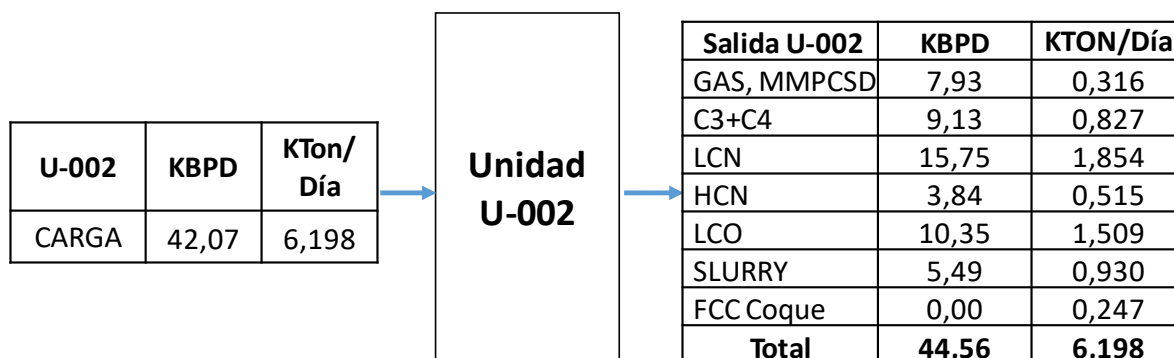 U-002 KBPD KTon/
Día
CARGA 42,07 6,198
Unidad
U-002
Salida U-002 KBPD KTON/Día
GAS, MMPCSD 7,93 0,316
C3+C4 9,13 0,827
LCN 15,75 1,854
HCN 3,84 0,515
LCO 10,35 1,509
SLURRY 5,49 0,930
FCC Coque 0,00 0,247
Total 44,56 6,198